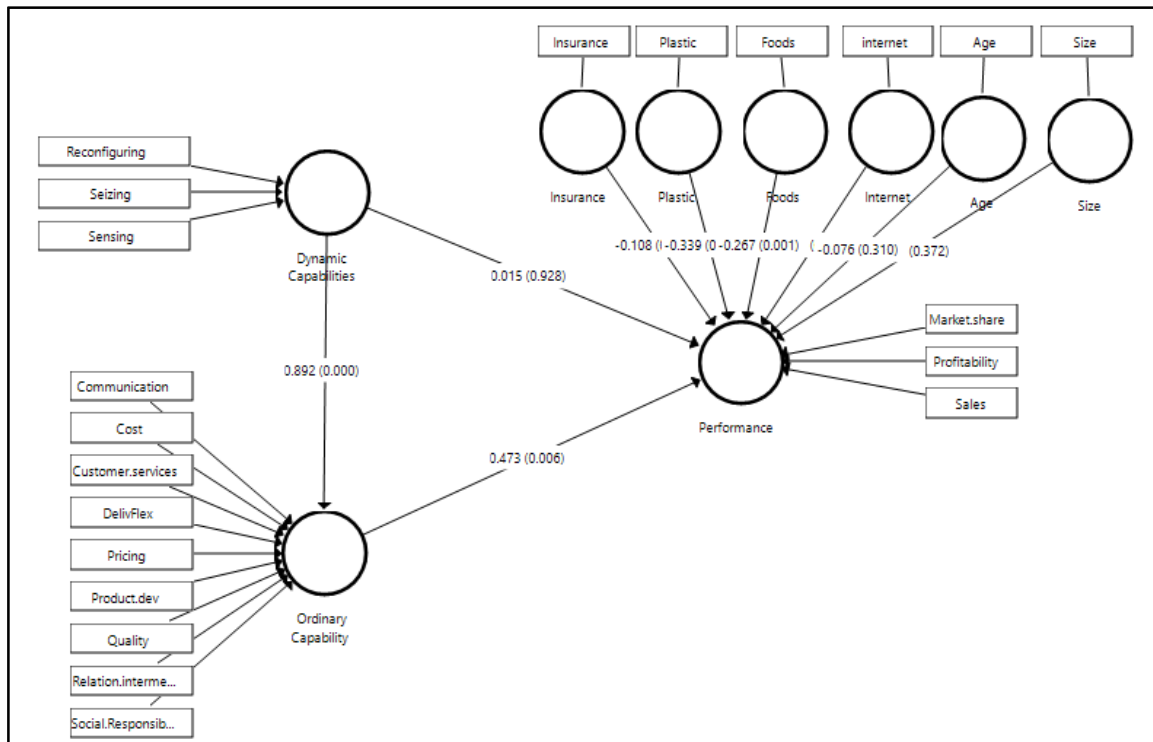 Insurance
Plastic
Foods
internet
Age
Size
Reconfiguring
Seizing
Sensing
Dynamic
Capabilities
Insurance
Plastic
Foods
Internet
Age
Size
-0.108 (
-0.339 (0
-0.267 (0.001)
(
-0.076 (0.310)
(0.372)
0.015 (0.928)
0.892 (0.000)
0.473 (0.006)
Market.share
Profitability
Sales
Performance
Communication
Cost
Customer.services
DelivFlex
Pricing
Product.dev
Quality
Relation.interme...
Social.Responsib...
Ordinary
Capability